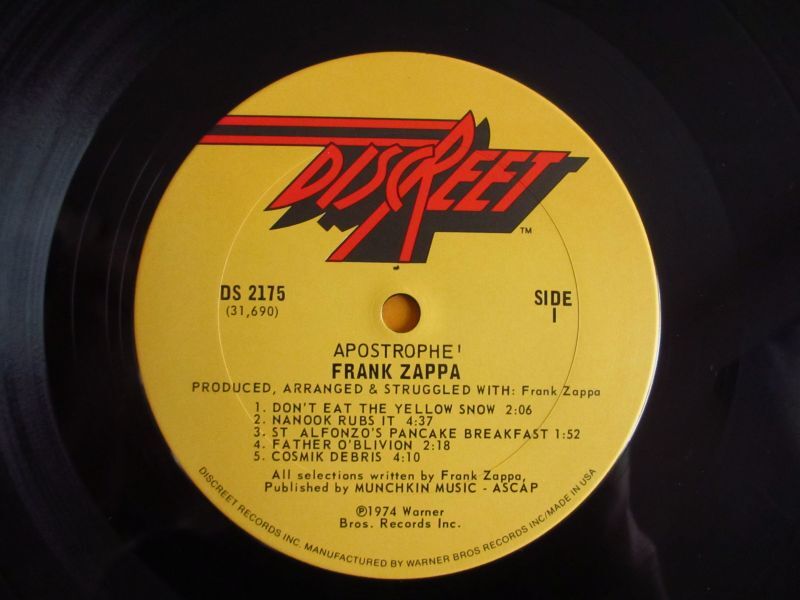 DISCREET
TM
DS 2175
(31,690)
SIDE
1
APOSTROPHE'
FRANK ZAPPA
PRODUCED, ARRANGED & STRUGGLED WITH: Frank Zappa
1. DON'T EAT THE YELLOW SNOW 2:06
2. NANOOK RUBS IT 4:37
3. ST ALFONZO'S PANCAKE BREAKFAST 1:52
4. FATHER O'BLIVION 2:18
5. COSMIK DEBRIS 4:10
All selections written by Frank Zappa,
Published by MUNCHKIN MUSIC - ASCAP
℗1974 Warner
Bros. Records Inc.
DISCREET RECORDS INC. MANUFACTURED BY WARNER BROS RECORDS INC/MADE IN USA